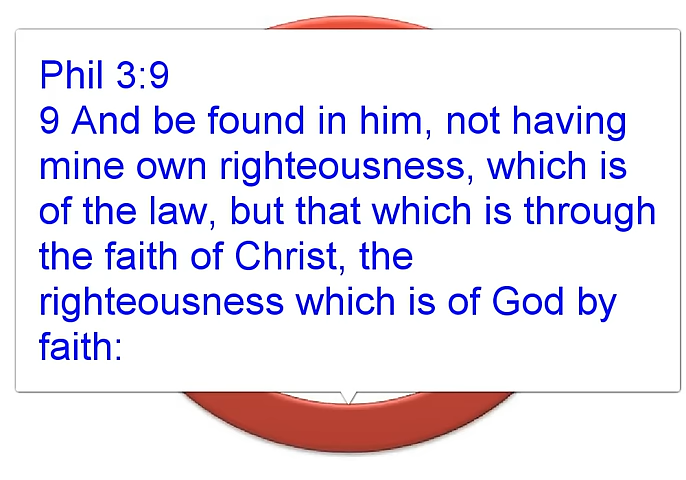 Phil 3:9
9 And be found in him, not having
mine own righteousness, which is
of the law, but that which is through
the faith of Christ, the
righteousness which is of God by
faith: